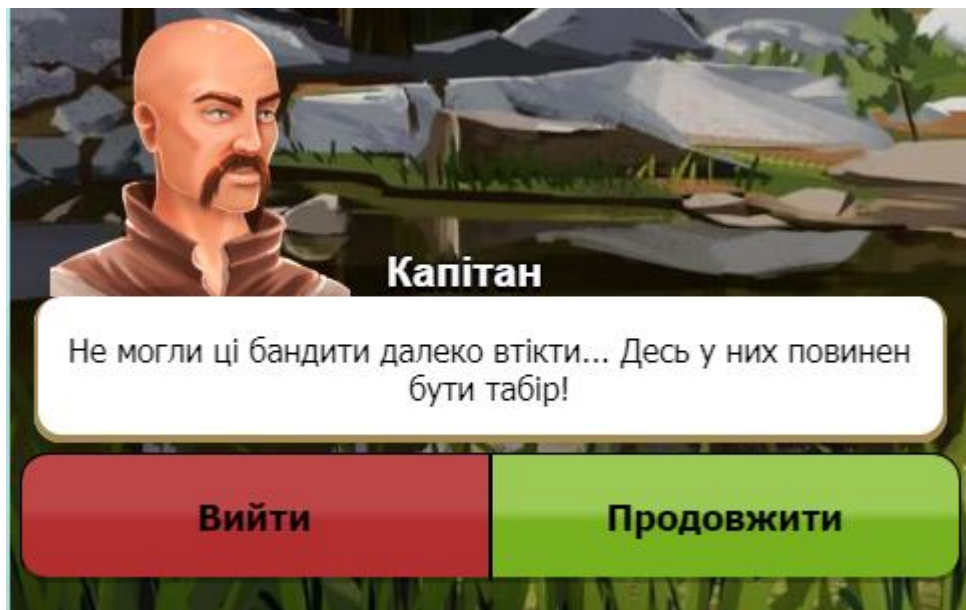 Капітан
Не могли ці бандити далеко втікти... Десь у них повинен
бути табір!
Вийти
Продовжити